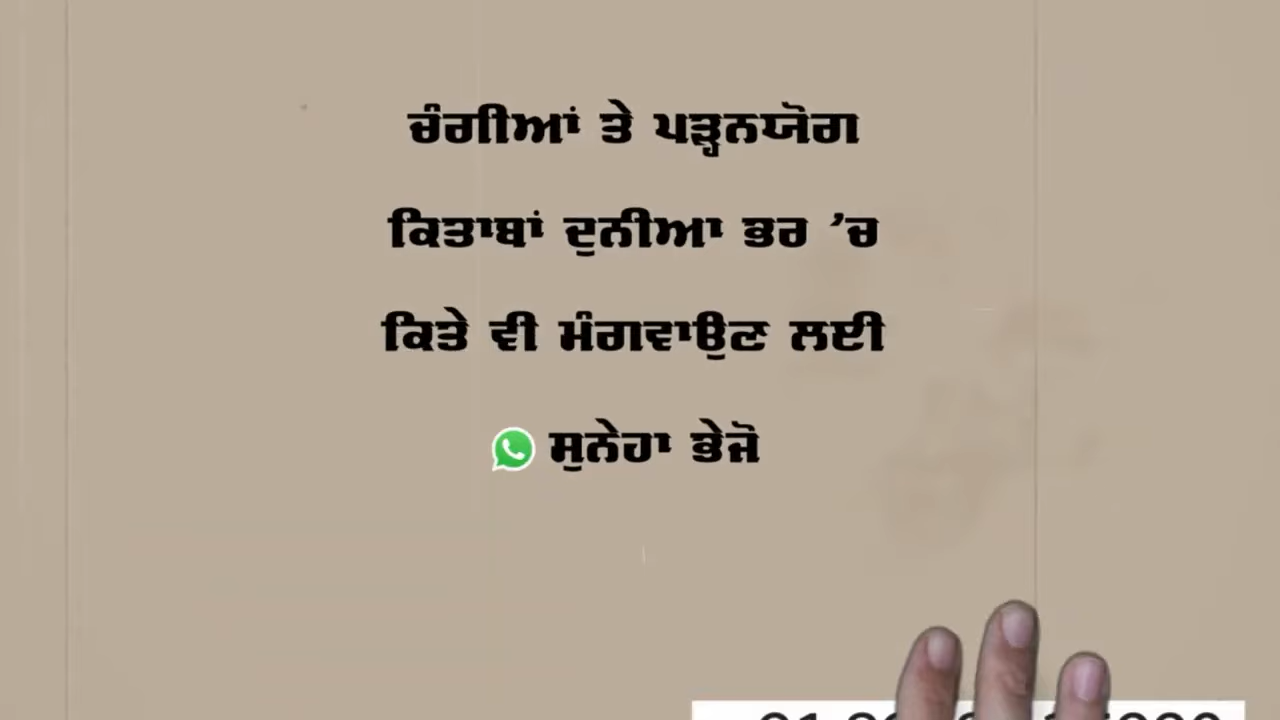 ਚੰਗੀਆਂ ਤੇ ਪੜ੍ਹਨਯੋਗ
ਕਿਤਾਬਾਂ ਦੁਨੀਆ ਭਰ ’ਚ
ਕਿਤੇ ਵੀ ਮੰਗਵਾਉਣ ਲਈ
ਸੁਨੇਹਾ ਭੇਜੋ